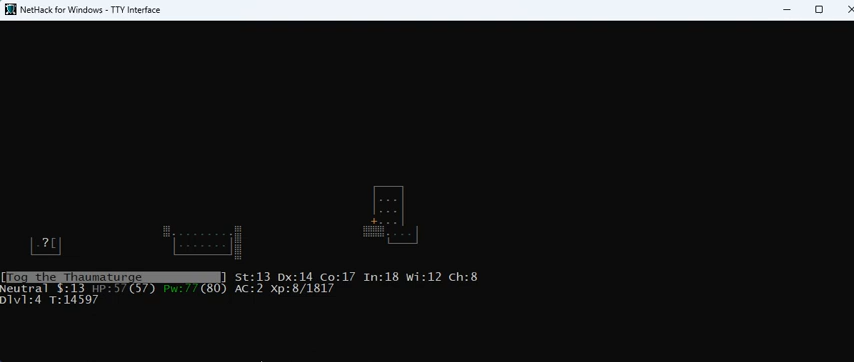 NetHack for Windows - TTY Interface
[Tog the Thaumaturge ] St:13 Dx:14 Co:17 In:18 Wi:12 Ch:8
Neutral $:13 HP:57(57) Pw:77(80) AC:2 Xp:8/1817
Dlvl:4 T:14597